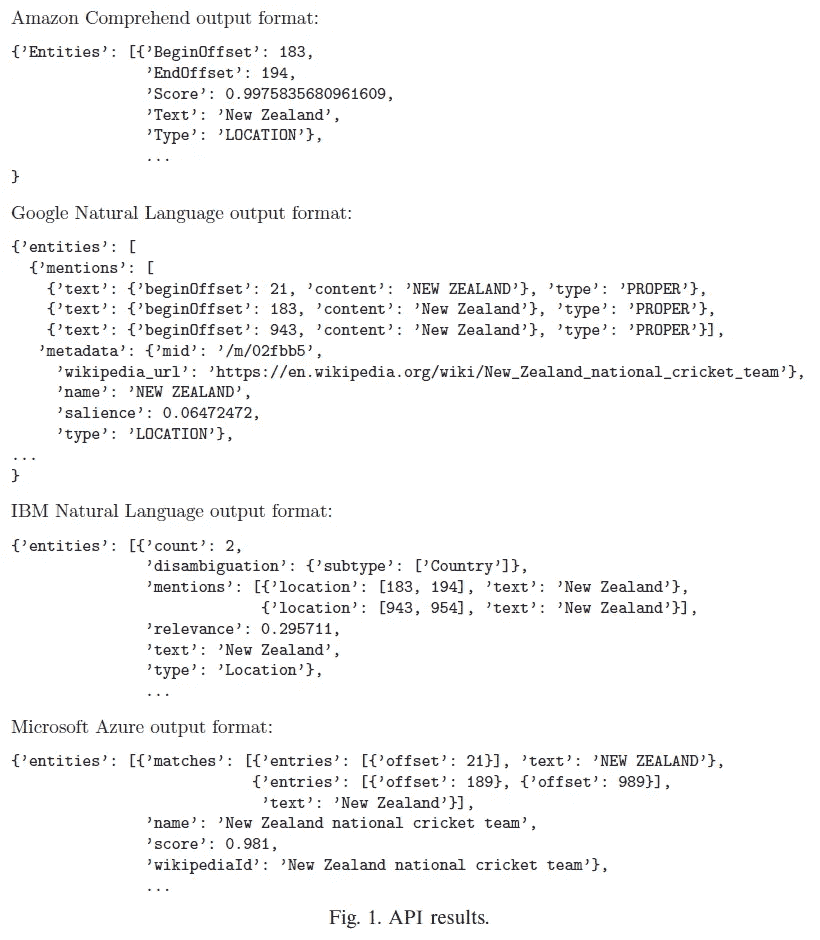 Amazon Comprehend output format:
{'Entities': [{'BeginOffset': 183,
'EndOffset': 194,
'Score': 0.9975835680961609,
'Text': 'New Zealand',
'Type': 'LOCATION'},
...
}
Google Natural Language output format:
{'entities': [
{'mentions': [
{'text': {'beginOffset': 21, 'content': 'NEW ZEALAND'}, 'type': 'PROPER'},
{'text': {'beginOffset': 183, 'content': 'New Zealand'}, 'type': 'PROPER'},
{'text': {'beginOffset': 943, 'content': 'New Zealand'}, 'type': 'PROPER'}],
'metadata': {'mid': '/m/02fbb5',
'wikipedia_url': 'https://en.wikipedia.org/wiki/New_Zealand_national_cricket_team'},
'name': 'NEW ZEALAND',
'salience': 0.06472472,
'type': 'LOCATION'},
...
}
IBM Natural Language output format:
{'entities': [{'count': 2,
'disambiguation': {'subtype': ['Country']},
'mentions': [{'location': [183, 194], 'text': 'New Zealand'},
{'location': [943, 954], 'text': 'New Zealand'}],
'relevance': 0.295711,
'text': 'New Zealand',
'type': 'Location'},
...
Microsoft Azure output format:
{'entities': [{'matches': [{'entries': [{'offset': 21}], 'text': 'NEW ZEALAND'},
{'entries': [{'offset': 189}, {'offset': 989}],
'text': 'New Zealand'}],
'name': 'New Zealand national cricket team',
'score': 0.981,
'wikipediaId': 'New Zealand national cricket team'},
...
Fig. 1. API results.